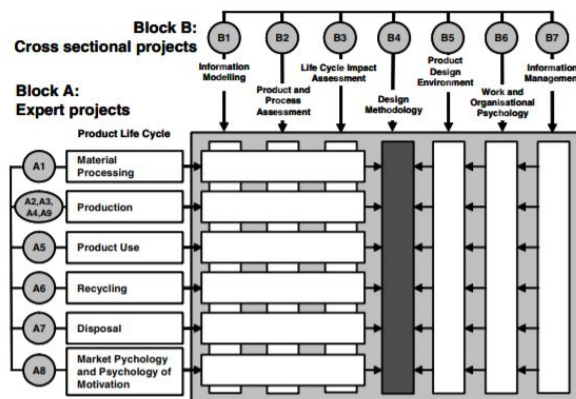 Block B:
Cross sectional projects
B1
B2
B3
B4
B5
B6
B7
Information
Modelling
Product and
Process
Assessment
Life Cycle Impact
Assessment
Design
Methodology
Product
Design
Environment
Work and
Organisational
Psychology
Information
Management
Block A:
Expert projects
Product Life Cycle
A1
Material
Processing
A2,A3,
A4,A9
Production
A5
Product Use
A6
Recycling
A7
Disposal
A8
Market Pychology
and Psychology of
Motivation